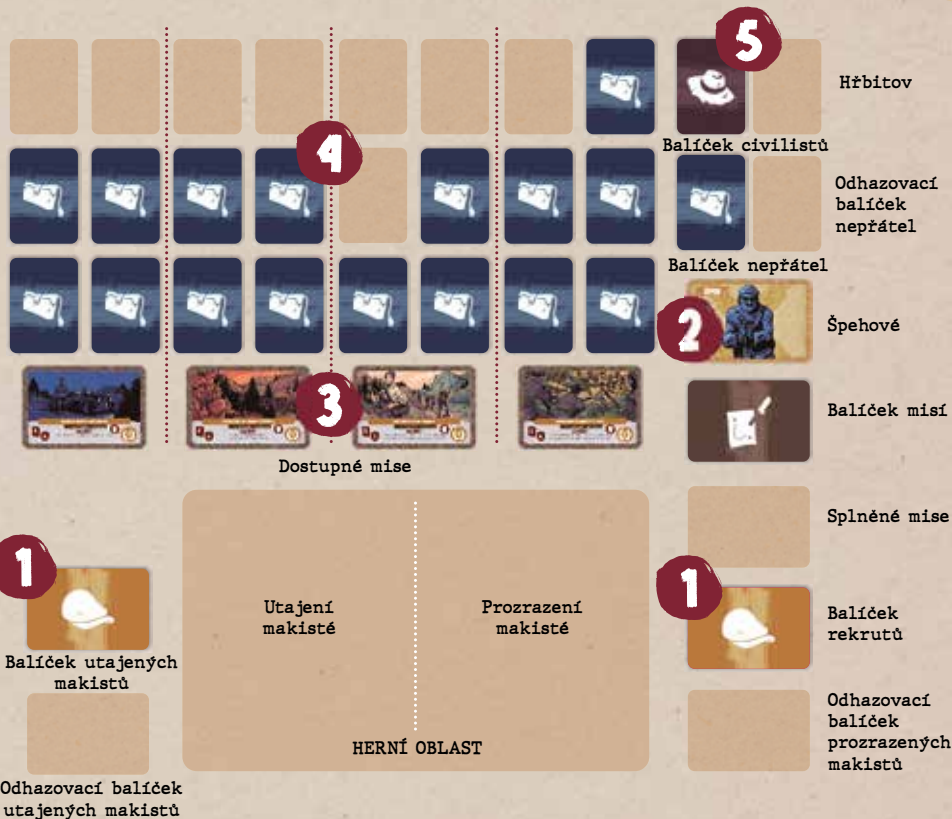 5
Hřbitov
4
Balíček civilistů
Odhazovací
balíček
nepřátel
Balíček nepřátel
2
Špehové
3
Balíček misí
Dostupné mise
Splněné mise
1
Utajení
makisté
Prozrazení
makisté
1
Balíček
rekrutů
Balíček utajených
makistů
Odhazovací
balíček
prozrazených
makistů
HERNÍ OBLAST
Odhazovací balíček
utajených makistů